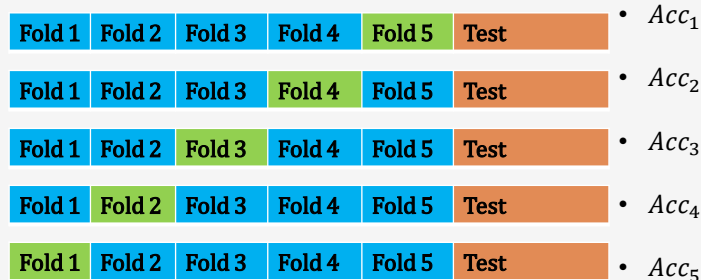 Fold 1 Fold 2 Fold 3 Fold 4 Fold 5 Test • Acc₁
Fold 1 Fold 2 Fold 3 Fold 4 Fold 5 Test • Acc₂
Fold 1 Fold 2 Fold 3 Fold 4 Fold 5 Test • Acc₃
Fold 1 Fold 2 Fold 3 Fold 4 Fold 5 Test • Acc₄
Fold 1 Fold 2 Fold 3 Fold 4 Fold 5 Test • Acc₅